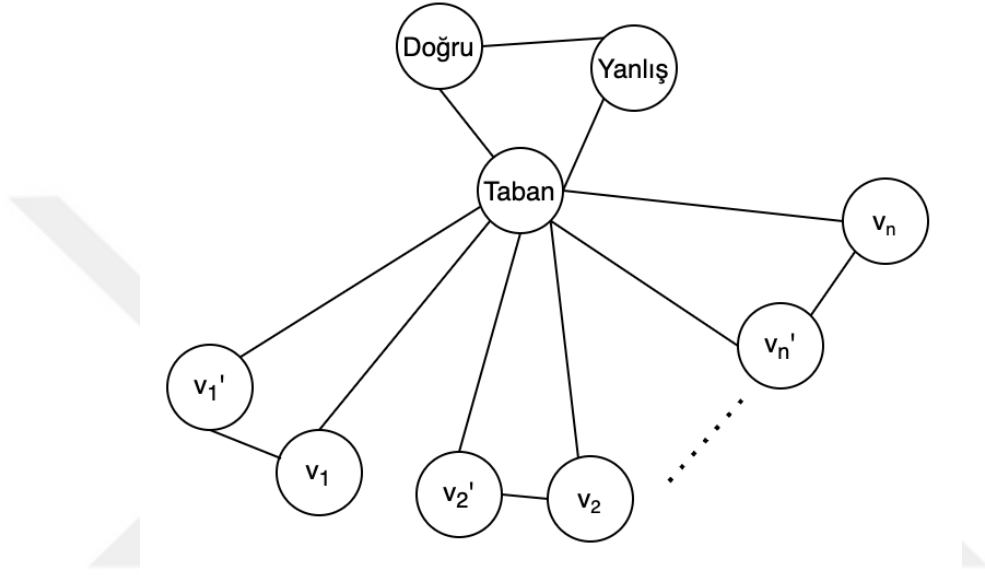 Doğru
Yanlış
Taban
vn
vn'
v1'
v1
v2'
v2